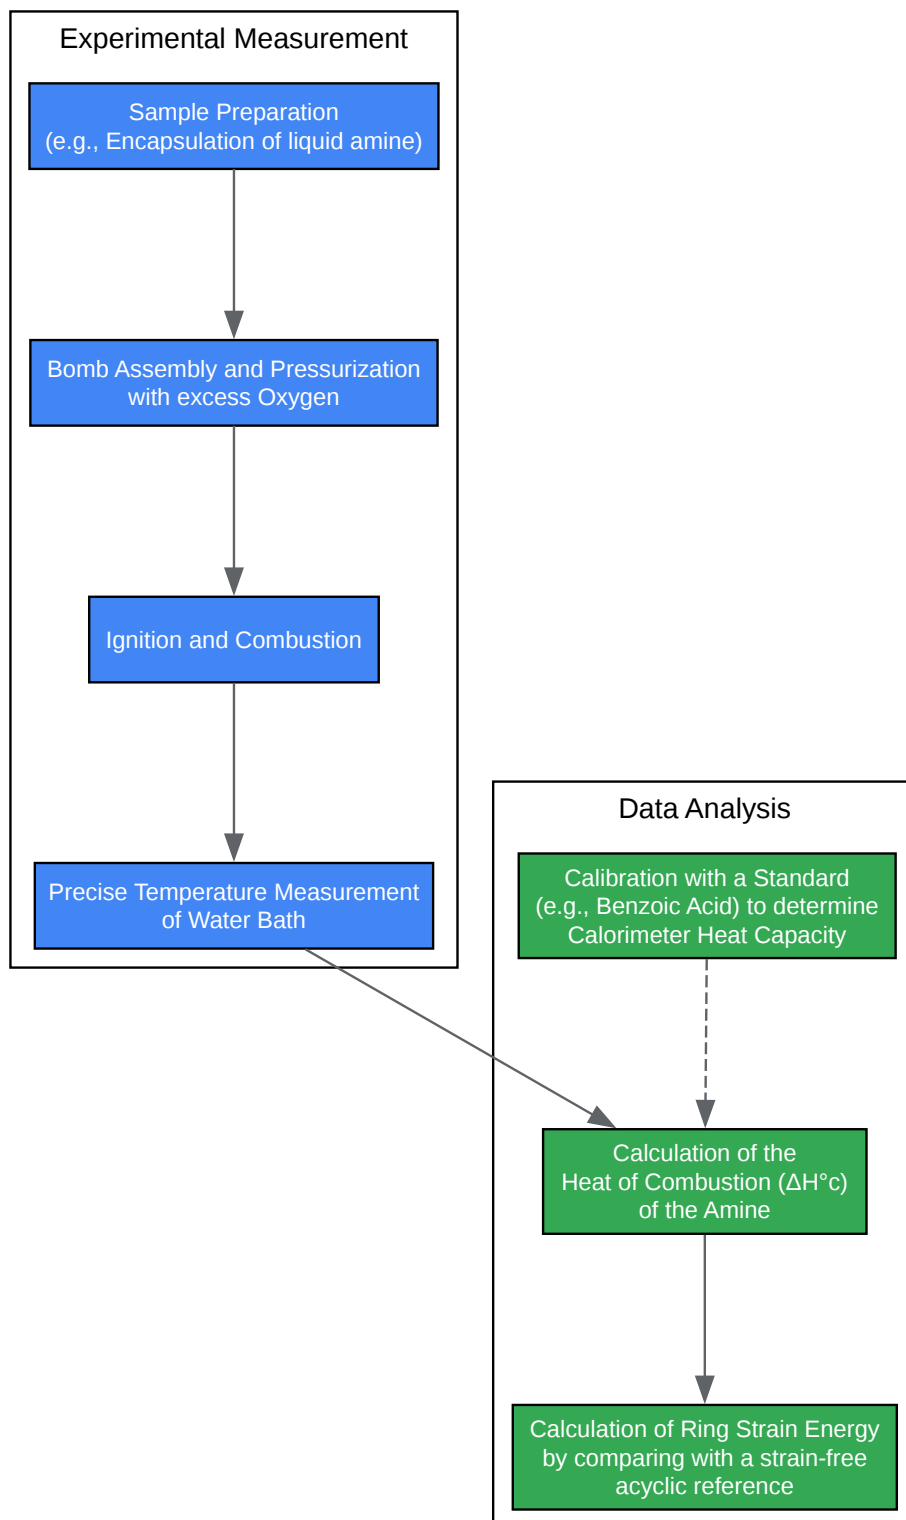 Experimental Measurement
Sample Preparation
(e.g., Encapsulation of liquid amine)
Bomb Assembly and Pressurization
with excess Oxygen
Ignition and Combustion
Precise Temperature Measurement
of Water Bath
Data Analysis
Calibration with a Standard
(e.g., Benzoic Acid) to determine
Calorimeter Heat Capacity
Calculation of the
Heat of Combustion (ΔH°c)
of the Amine
Calculation of Ring Strain Energy
by comparing with a strain-free
acyclic reference